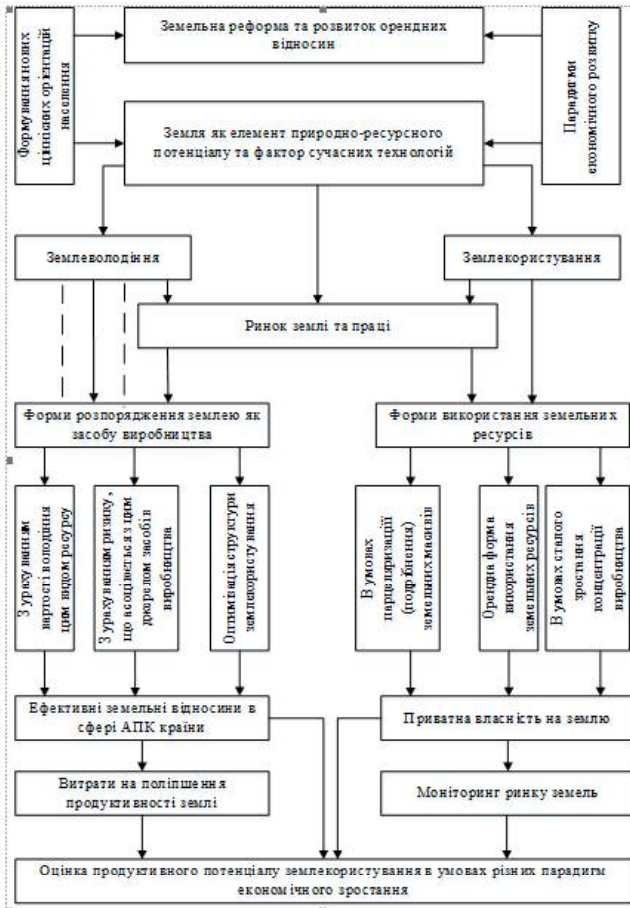 Земельна реформа та розвиток орендних
відносин
Формування нових
ціннісних орієнтацій
населення
Парадигми
економічного розвитку
Земля як елемент природно-ресурсного
потенціалу та фактор сучасних технологій
Землеволодіння
Землекористування
Ринок землі та праці
Форми розпорядження землею як
засобу виробництва
Форми використання земельних
ресурсів
З урахуванням
вартості володіння
цим видом ресурсу
З урахуванням ризику,
що асоціюється з цим
джерелом засобів
виробництва
Оптимізація структури
землекористування
В умовах
парцеляризації
(подрібнення)
земельних масивів
Орендна форма
використання
земельних ресурсів
В умовах сталого
зростання
концентрації
виробництва
Ефективні земельні відносини в
сфері АПК країни
Приватна власність на землю
Витрати на поліпшення
продуктивності землі
Моніторинг ринку земель
Оцінка продуктивного потенціалу землекористування в умовах різних парадигм
економічного зростання